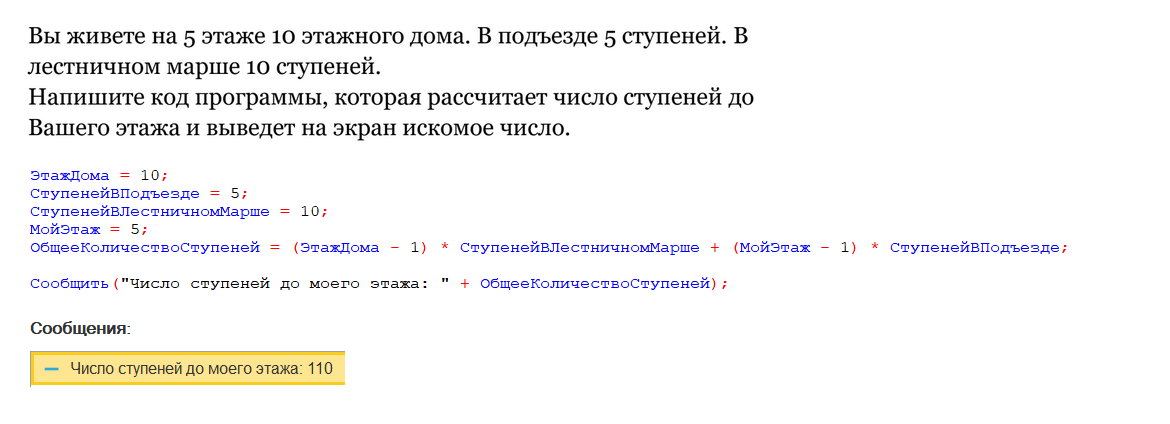 Вы живете на 5 этаже 10 этажного дома. В подъезде 5 ступеней. В
лестничном марше 10 ступеней.
Напишите код программы, которая рассчитает число ступеней до
Вашего этажа и выведет на экран искомое число.
ЭтажДома = 10;
СтупенейВПодъезде = 5;
СтупенейВЛестничномМарше = 10;
МойЭтаж = 5;
ОбщееКоличествоСтупеней = (ЭтажДома - 1) * СтупенейВЛестничномМарше + (МойЭтаж - 1) * СтупенейВПодъезде;
Сообщить("Число ступеней до моего этажа: " + ОбщееКоличествоСтупеней);
Сообщения:
Число ступеней до моего этажа: 110